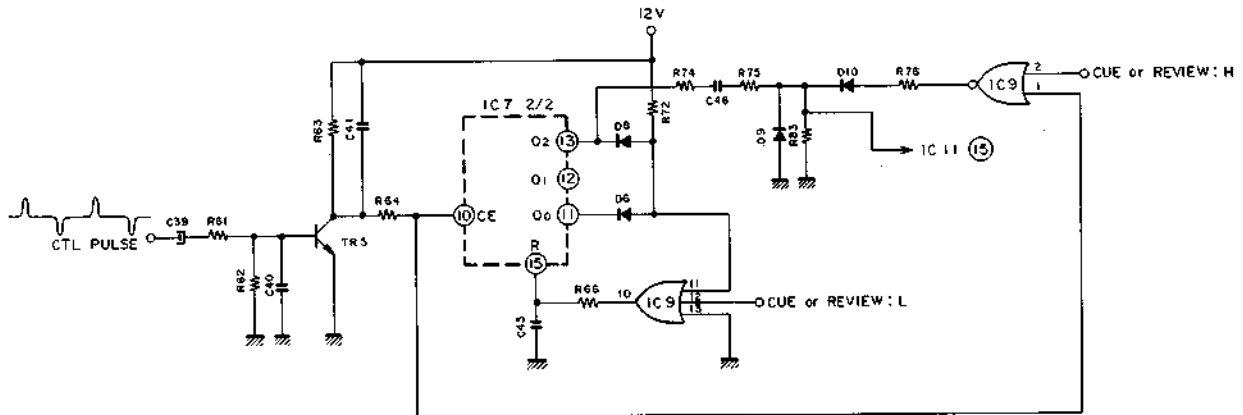 12V
R74
R75
D10
R76
2
1
IC9
CUE or REVIEW : H
C46
IC7 2/2
R72
R63
C41
D8
D9
R83
IC11 15
O2 13
O1 12
R64
10 CE
O0 11
D6
C39
R61
CTL PULSE
TR5
R
15
R62
C40
R66
10
IC9
11
12
13
CUE or REVIEW : L
C45